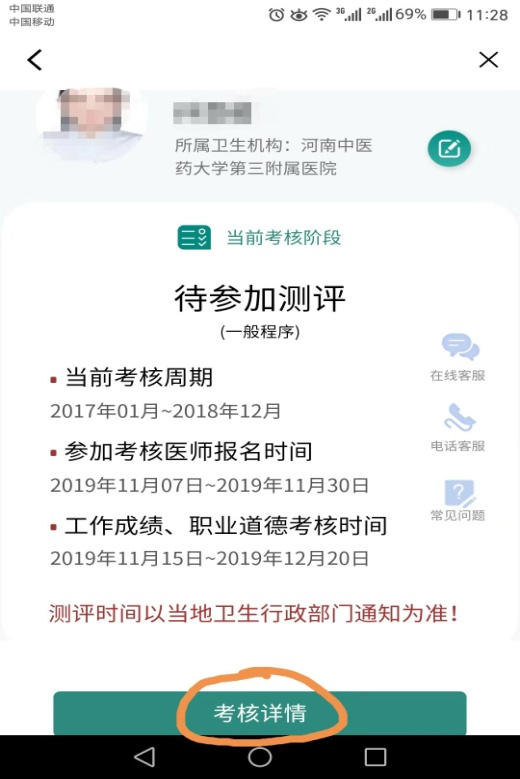 中国联通
中国移动
3G 2G 69% 11:28
所属卫生机构：河南中医
药大学第三附属医院
当前考核阶段
待参加测评
(一般程序)
当前考核周期
2017年01月~2018年12月
在线客服
参加考核医师报名时间
电话客服
2019年11月07日~2019年11月30日
常见问题
工作成绩、职业道德考核时间
2019年11月15日~2019年12月20日
测评时间以当地卫生行政部门通知为准！
考核详情